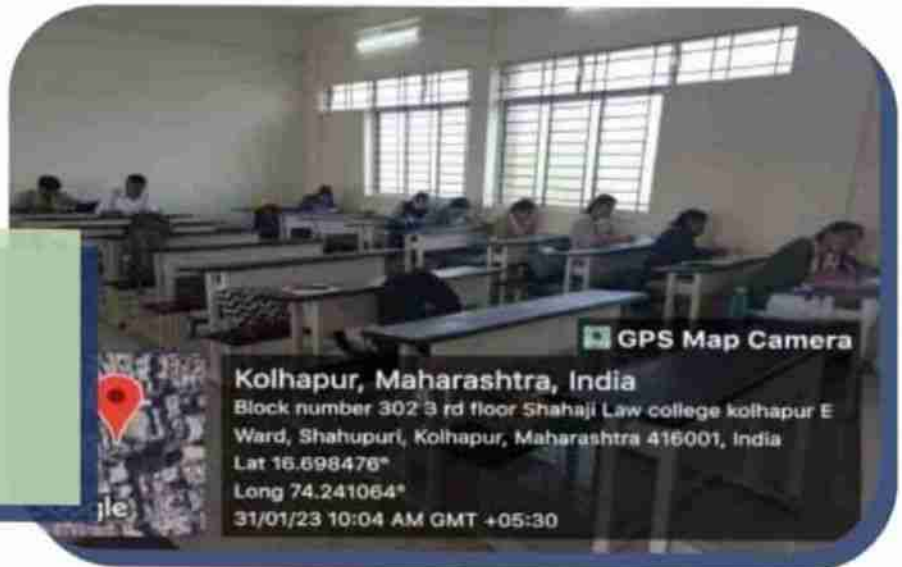 GPS Map Camera
Kolhapur, Maharashtra, India
Block number 302 3 rd floor Shahaji Law college kolhapur E
Ward, Shahupuri, Kolhapur, Maharashtra 416001, India
Lat 16.698476°
Long 74.241064°
31/01/23 10:04 AM GMT +05:30
gle